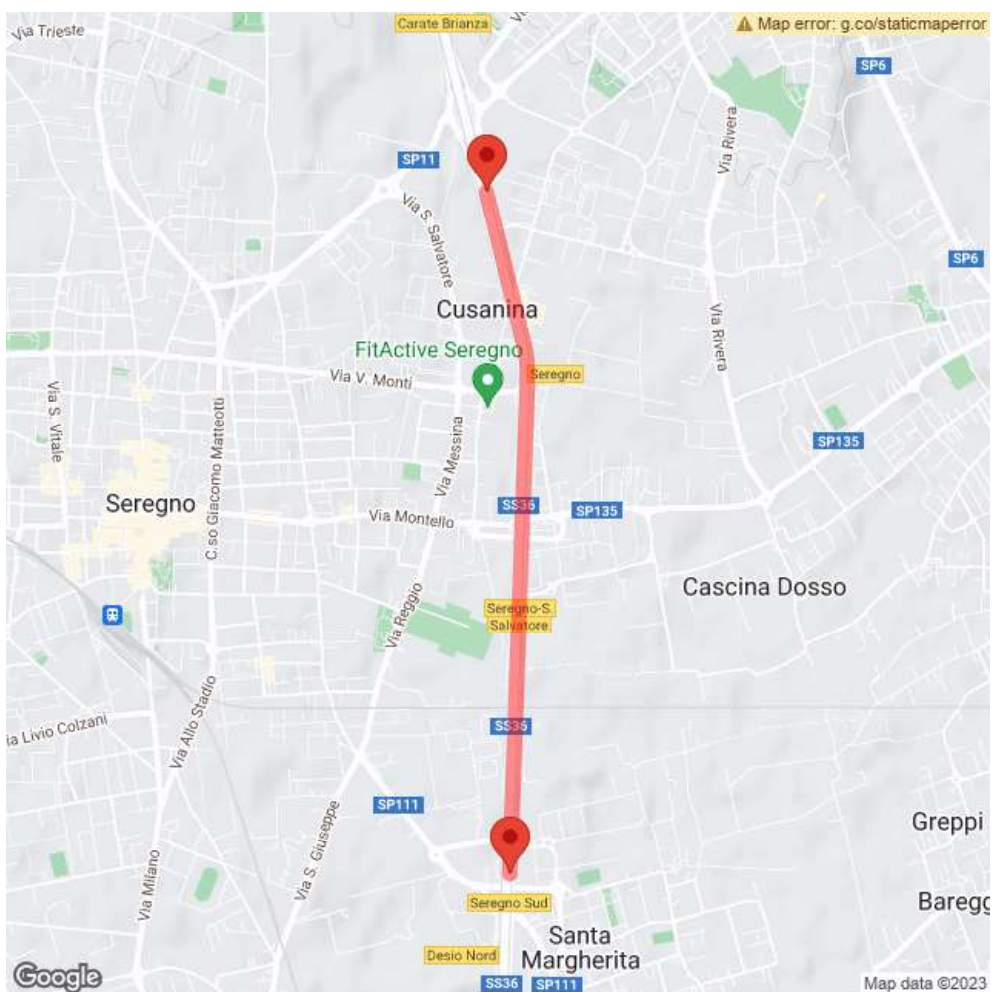 Carate Brianza
Map error: g.co/staticmaperror
Via Trieste
SP6
SP11
Via Rivera
Via S. Salvatore
SP6
Cusanina
Via Rivera
FitActive Seregno
Via V. Monti
Seregno
Via S. Vitale
C.so Giacomo Matteotti
Via Messina
SP135
Seregno
SS36
SP135
Via Montello
Cascina Dosso
Via Reggio
Seregno-S.
Salvatore
Via Allo Stadio
SS36
ia Livio Colzani
SP111
Via S. Giuseppe
Greppi
Via Milano
Seregno Sud
Baregg
Santa
Margherita
Desio Nord
SS36
SP111
Google
Map data ©2023